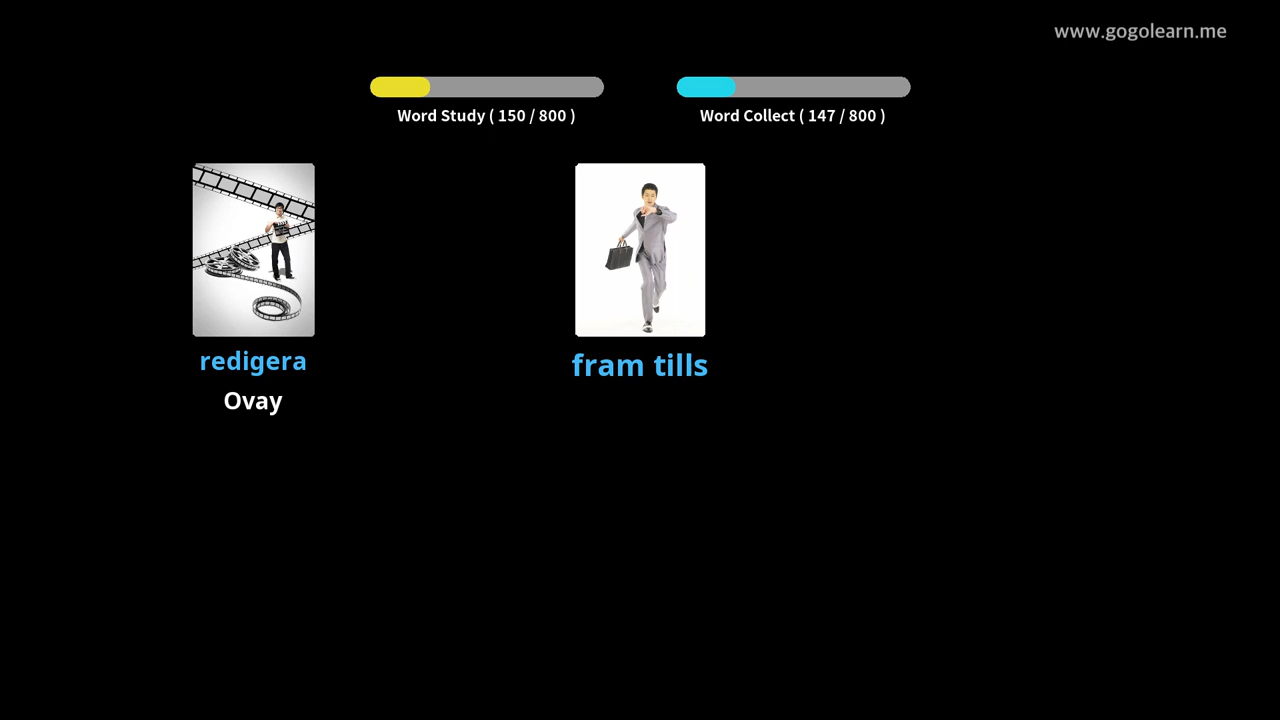 www.gogolearn.me
Word Study ( 150 / 800 )
Word Collect ( 147 / 800 )
redigera
Ovay
fram tills